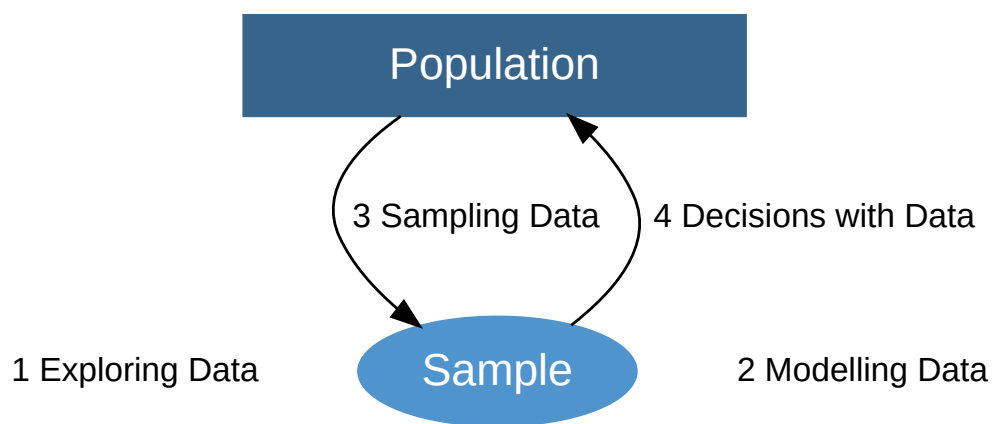 Population
3 Sampling Data
4 Decisions with Data
1 Exploring Data
Sample
2 Modelling Data